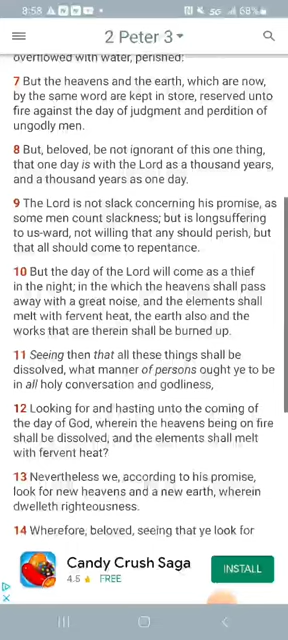 8:58
5G 68%
2 Peter 3
overflowed with water, perished:
7 But the heavens and the earth, which are now,
by the same word are kept in store, reserved unto
fire against the day of judgment and perdition of
ungodly men.
8 But, beloved, be not ignorant of this one thing,
that one day is with the Lord as a thousand years,
and a thousand years as one day.
9 The Lord is not slack concerning his promise, as
some men count slackness; but is longsuffering
to us-ward, not willing that any should perish, but
that all should come to repentance.
10 But the day of the Lord will come as a thief
in the night; in the which the heavens shall pass
away with a great noise, and the elements shall
melt with fervent heat, the earth also and the
works that are therein shall be burned up.
11 Seeing then that all these things shall be
dissolved, what manner of persons ought ye to be
in all holy conversation and godliness,
12 Looking for and hasting unto the coming of
the day of God, wherein the heavens being on fire
shall be dissolved, and the elements shall melt
with fervent heat?
13 Nevertheless we, according to his promise,
look for new heavens and a new earth, wherein
dwelleth righteousness.
14 Wherefore, beloved, seeing that ye look for
Candy Crush Saga
4.5 FREE
INSTALL